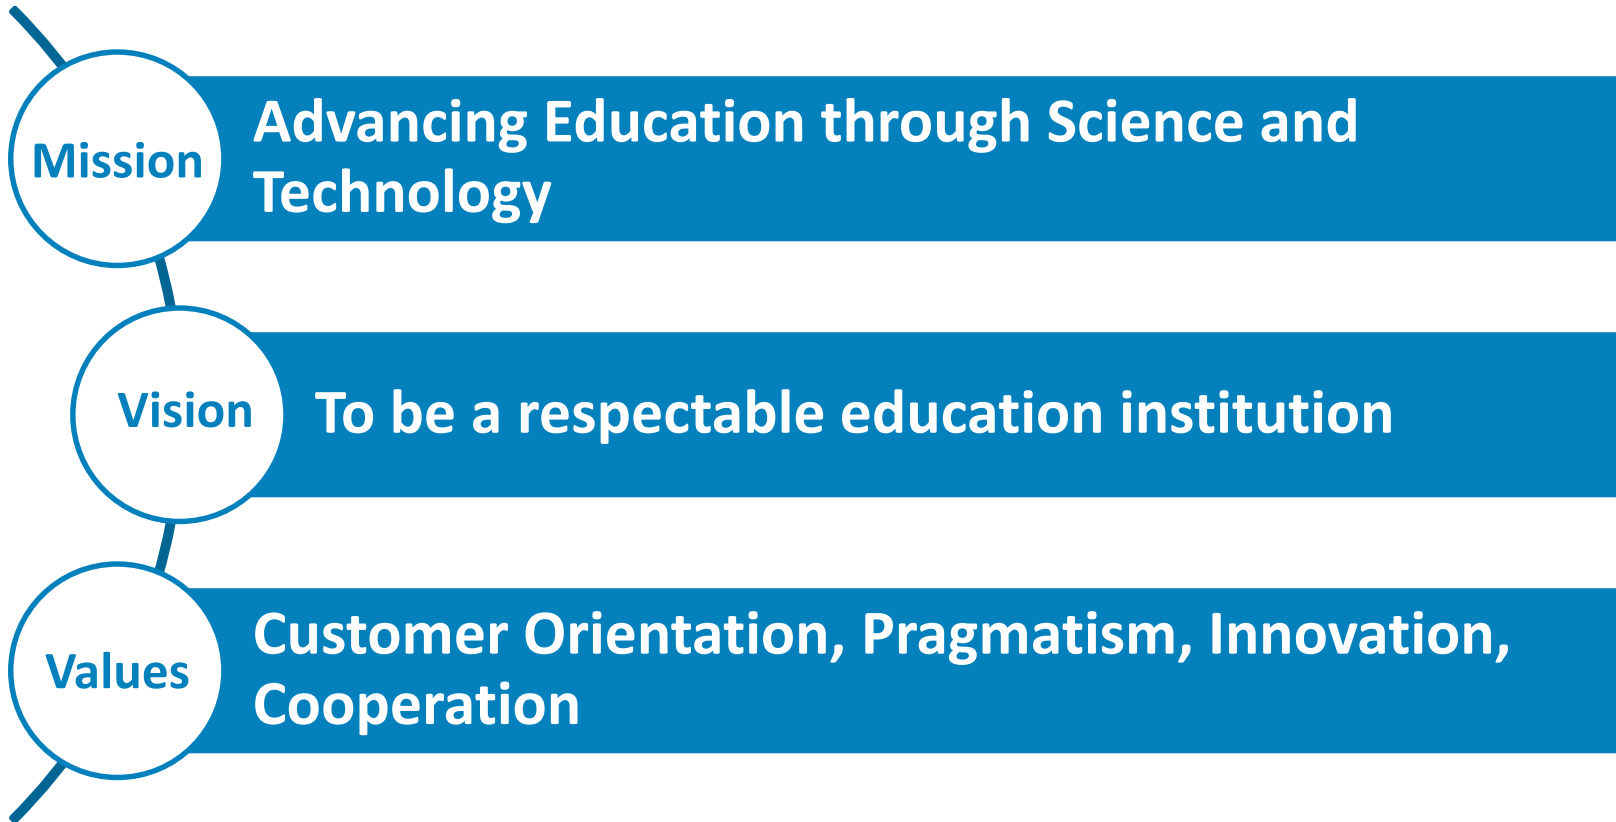 Mission
Advancing Education through Science and
Technology
Vision
To be a respectable education institution
Values
Customer Orientation, Pragmatism, Innovation,
Cooperation